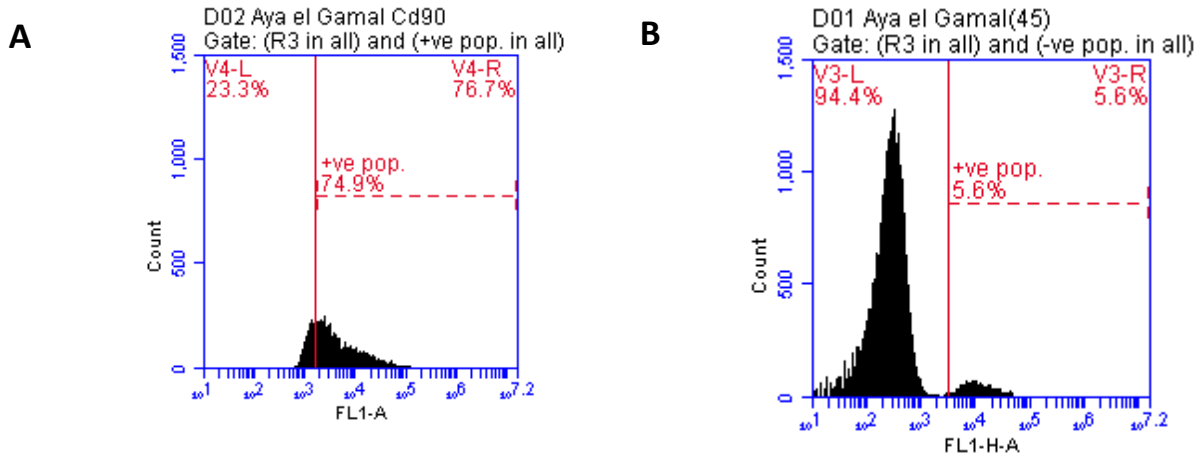 A
D02 Aya el Gamal Cd90
Gate: (R3 in all) and (+ve pop. in all)
1,500
V4-L
23.3%
V4-R
76.7%
1,000
+ve pop.
74.9%
Count
500
0
10^1 10^2 10^3 10^4 10^5 10^6 10^7.2
FL1-A
B
D01 Aya el Gamal(45)
Gate: (R3 in all) and (-ve pop. in all)
1,500
V3-L
94.4%
V3-R
5.6%
1,000
+ve pop.
5.6%
Count
500
0
10^1 10^2 10^3 10^4 10^5 10^6 10^7.2
FL1-H-A